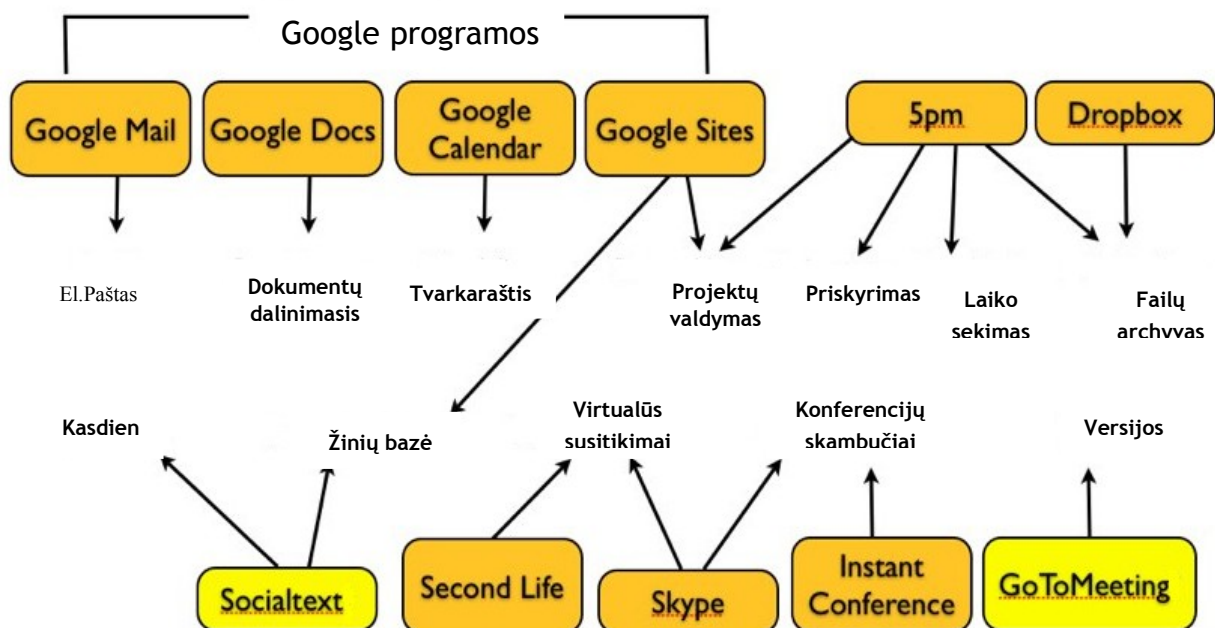 Google programos
Google Mail
Google Docs
Google
Calendar
Google Sites
5pm
Dropbox
El.Paštas
Dokumentų
dalinimasis
Tvarkaraštis
Projektų
valdymas
Priskyrimas
Laiko
sekimas
Failų
archyvas
Kasdien
Žinių bazė
Virtualūs
susitikimai
Konferencijų
skambučiai
Versijos
Socialtext
Second Life
Skype
Instant
Conference
GoToMeeting